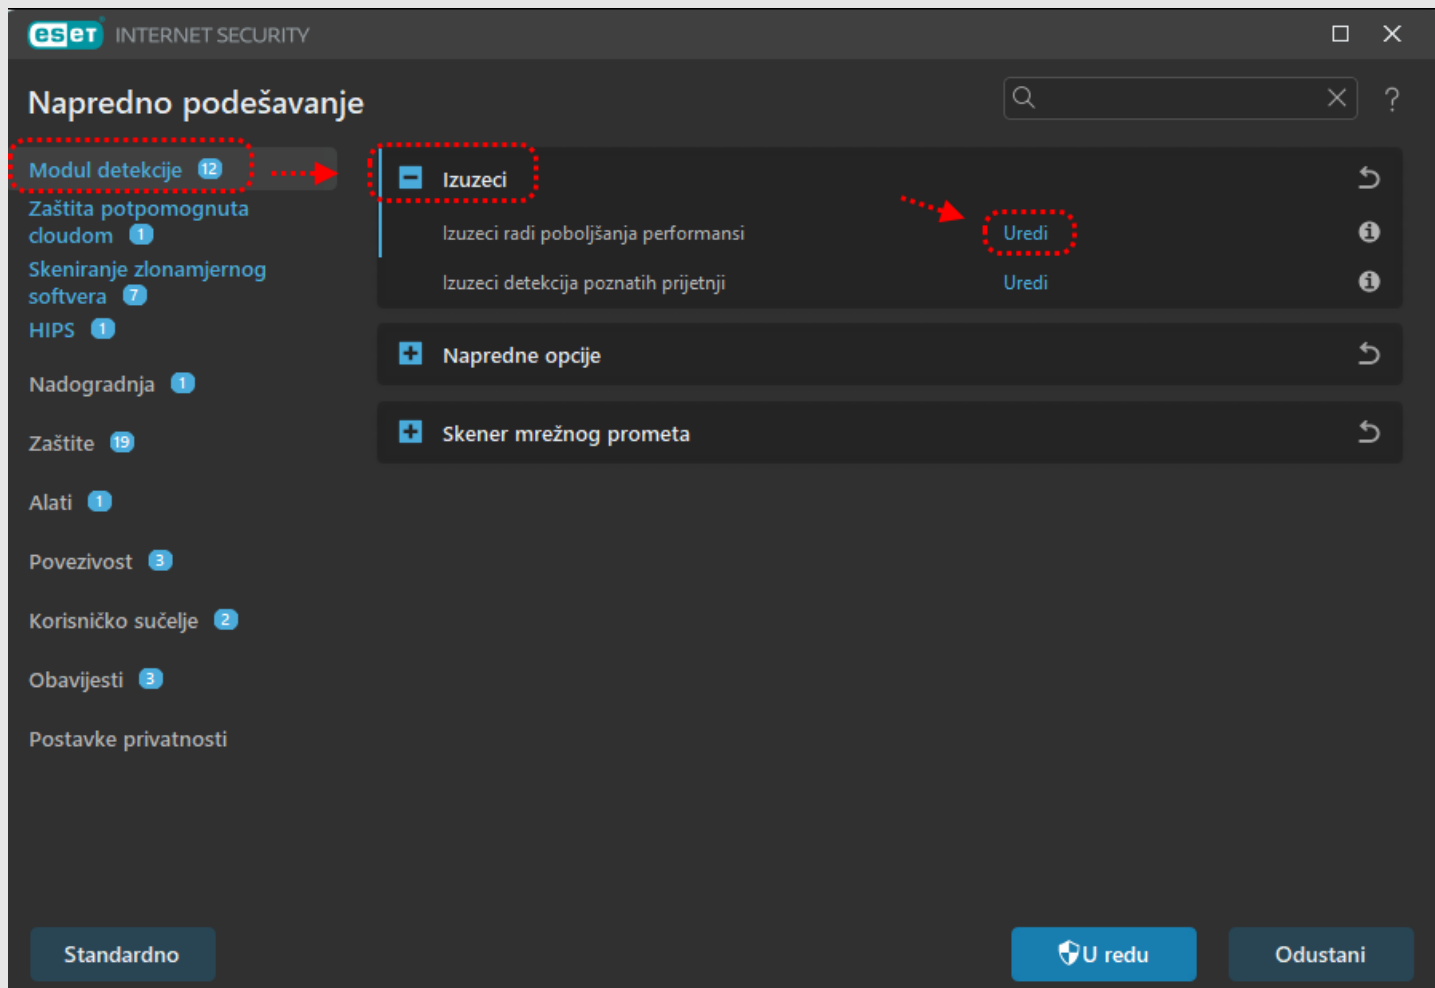 eset INTERNET SECURITY
Napredno podešavanje
?
Modul detekcije 12
Zaštita potpomognuta
cloudom 1
Skeniranje zlonamjernog
softvera 7
HIPS 1
Nadogradnja 1
Zaštite 19
Alati 1
Povezivost 3
Korisničko sučelje 2
Obavijesti 3
Postavke privatnosti
Izuzeci
Izuzeci radi poboljšanja performansi Uredi
Izuzeci detekcija poznatih prijetnji Uredi
Napredne opcije
Skener mrežnog prometa
Standardno
U redu
Odustani